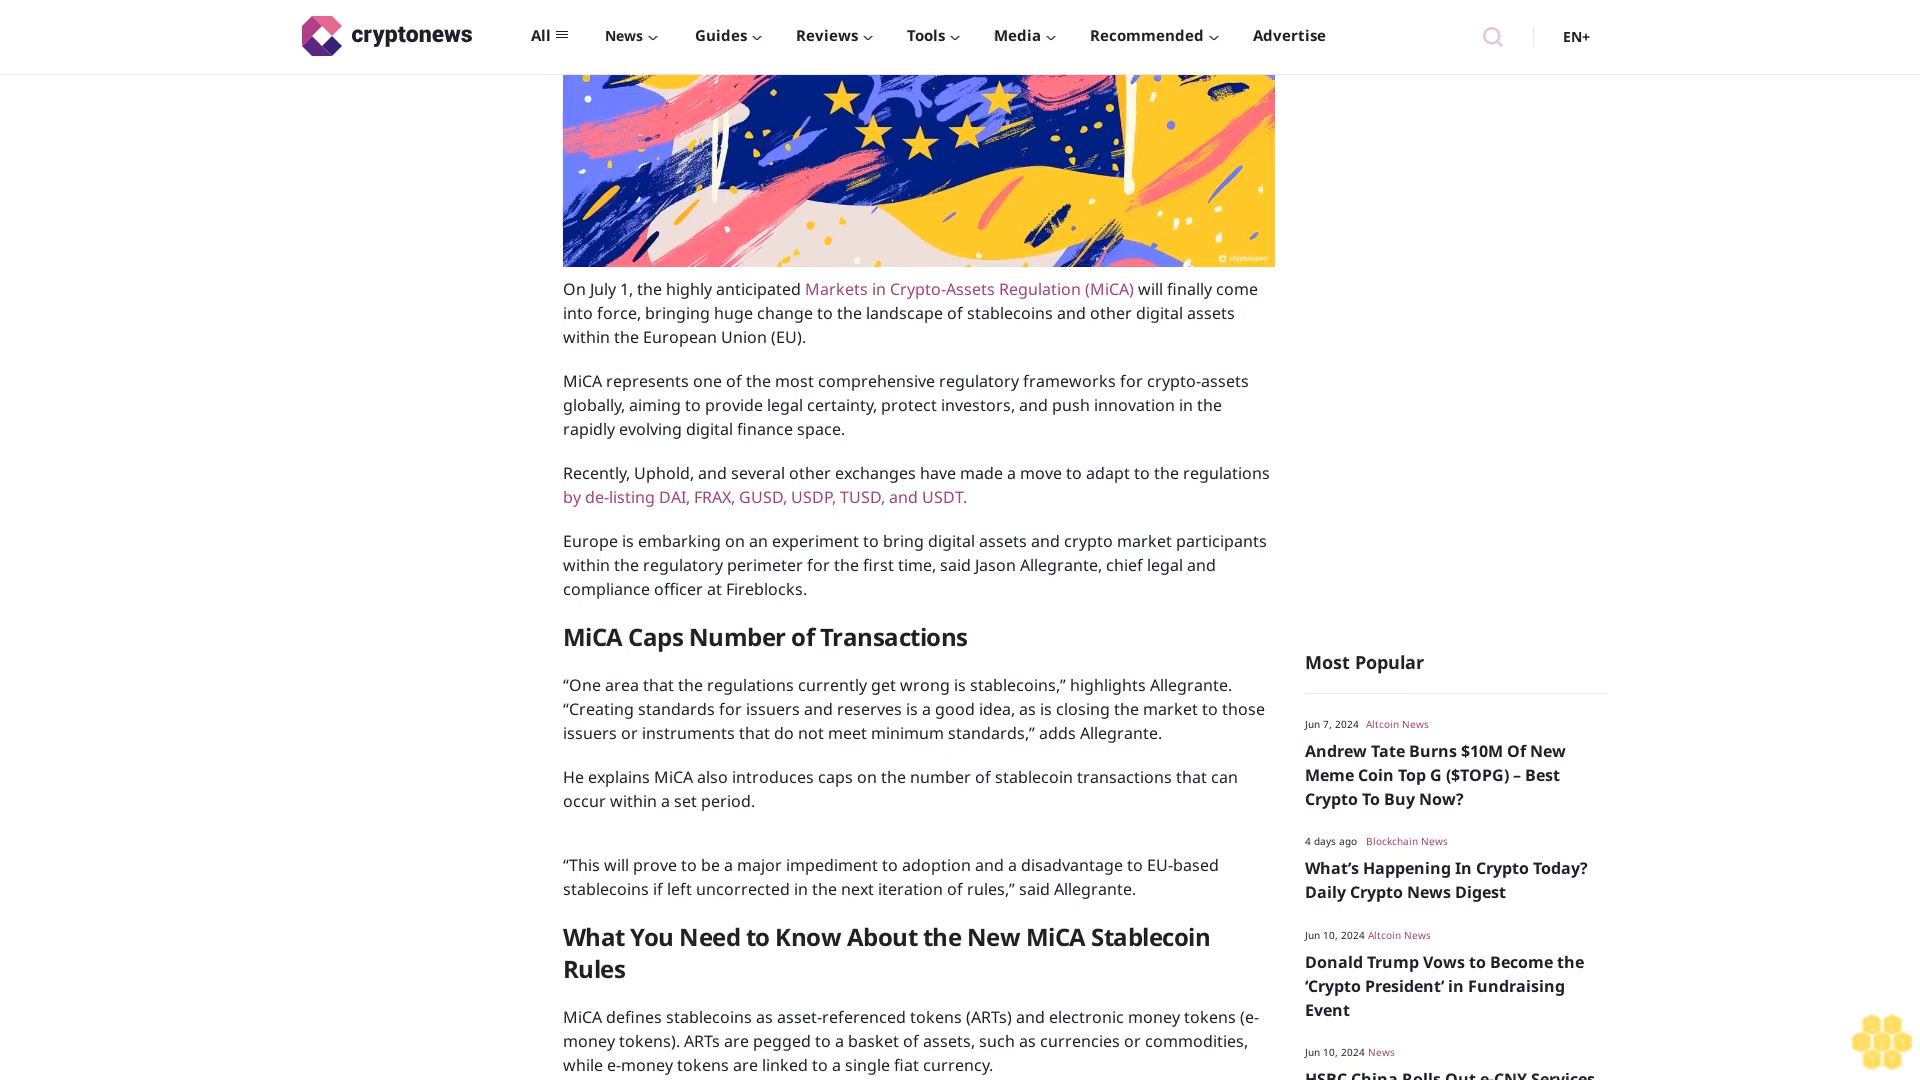 cryptonews
All
News
Guides
Reviews
Tools
Media
Recommended
Advertise
EN+
cryptonews
On July 1, the highly anticipated Markets in Crypto-Assets Regulation (MiCA) will finally come
into force, bringing huge change to the landscape of stablecoins and other digital assets
within the European Union (EU).
MiCA represents one of the most comprehensive regulatory frameworks for crypto-assets
globally, aiming to provide legal certainty, protect investors, and push innovation in the
rapidly evolving digital finance space.
Recently, Uphold, and several other exchanges have made a move to adapt to the regulations
by de-listing DAI, FRAX, GUSD, USDP, TUSD, and USDT.
Europe is embarking on an experiment to bring digital assets and crypto market participants
within the regulatory perimeter for the first time, said Jason Allegrante, chief legal and
compliance officer at Fireblocks.
MiCA Caps Number of Transactions
“One area that the regulations currently get wrong is stablecoins,” highlights Allegrante.
“Creating standards for issuers and reserves is a good idea, as is closing the market to those
issuers or instruments that do not meet minimum standards,” adds Allegrante.
He explains MiCA also introduces caps on the number of stablecoin transactions that can
occur within a set period.
“This will prove to be a major impediment to adoption and a disadvantage to EU-based
stablecoins if left uncorrected in the next iteration of rules,” said Allegrante.
What You Need to Know About the New MiCA Stablecoin
Rules
MiCA defines stablecoins as asset-referenced tokens (ARTs) and electronic money tokens (e-
money tokens). ARTs are pegged to a basket of assets, such as currencies or commodities,
while e-money tokens are linked to a single fiat currency.
Most Popular
Jun 7, 2024 Altcoin News
Andrew Tate Burns $10M Of New
Meme Coin Top G ($TOPG) – Best
Crypto To Buy Now?
4 days ago Blockchain News
What’s Happening In Crypto Today?
Daily Crypto News Digest
Jun 10, 2024 Altcoin News
Donald Trump Vows to Become the
‘Crypto President’ in Fundraising
Event
Jun 10, 2024 News
HSBC China Rolls Out e-CNY Services